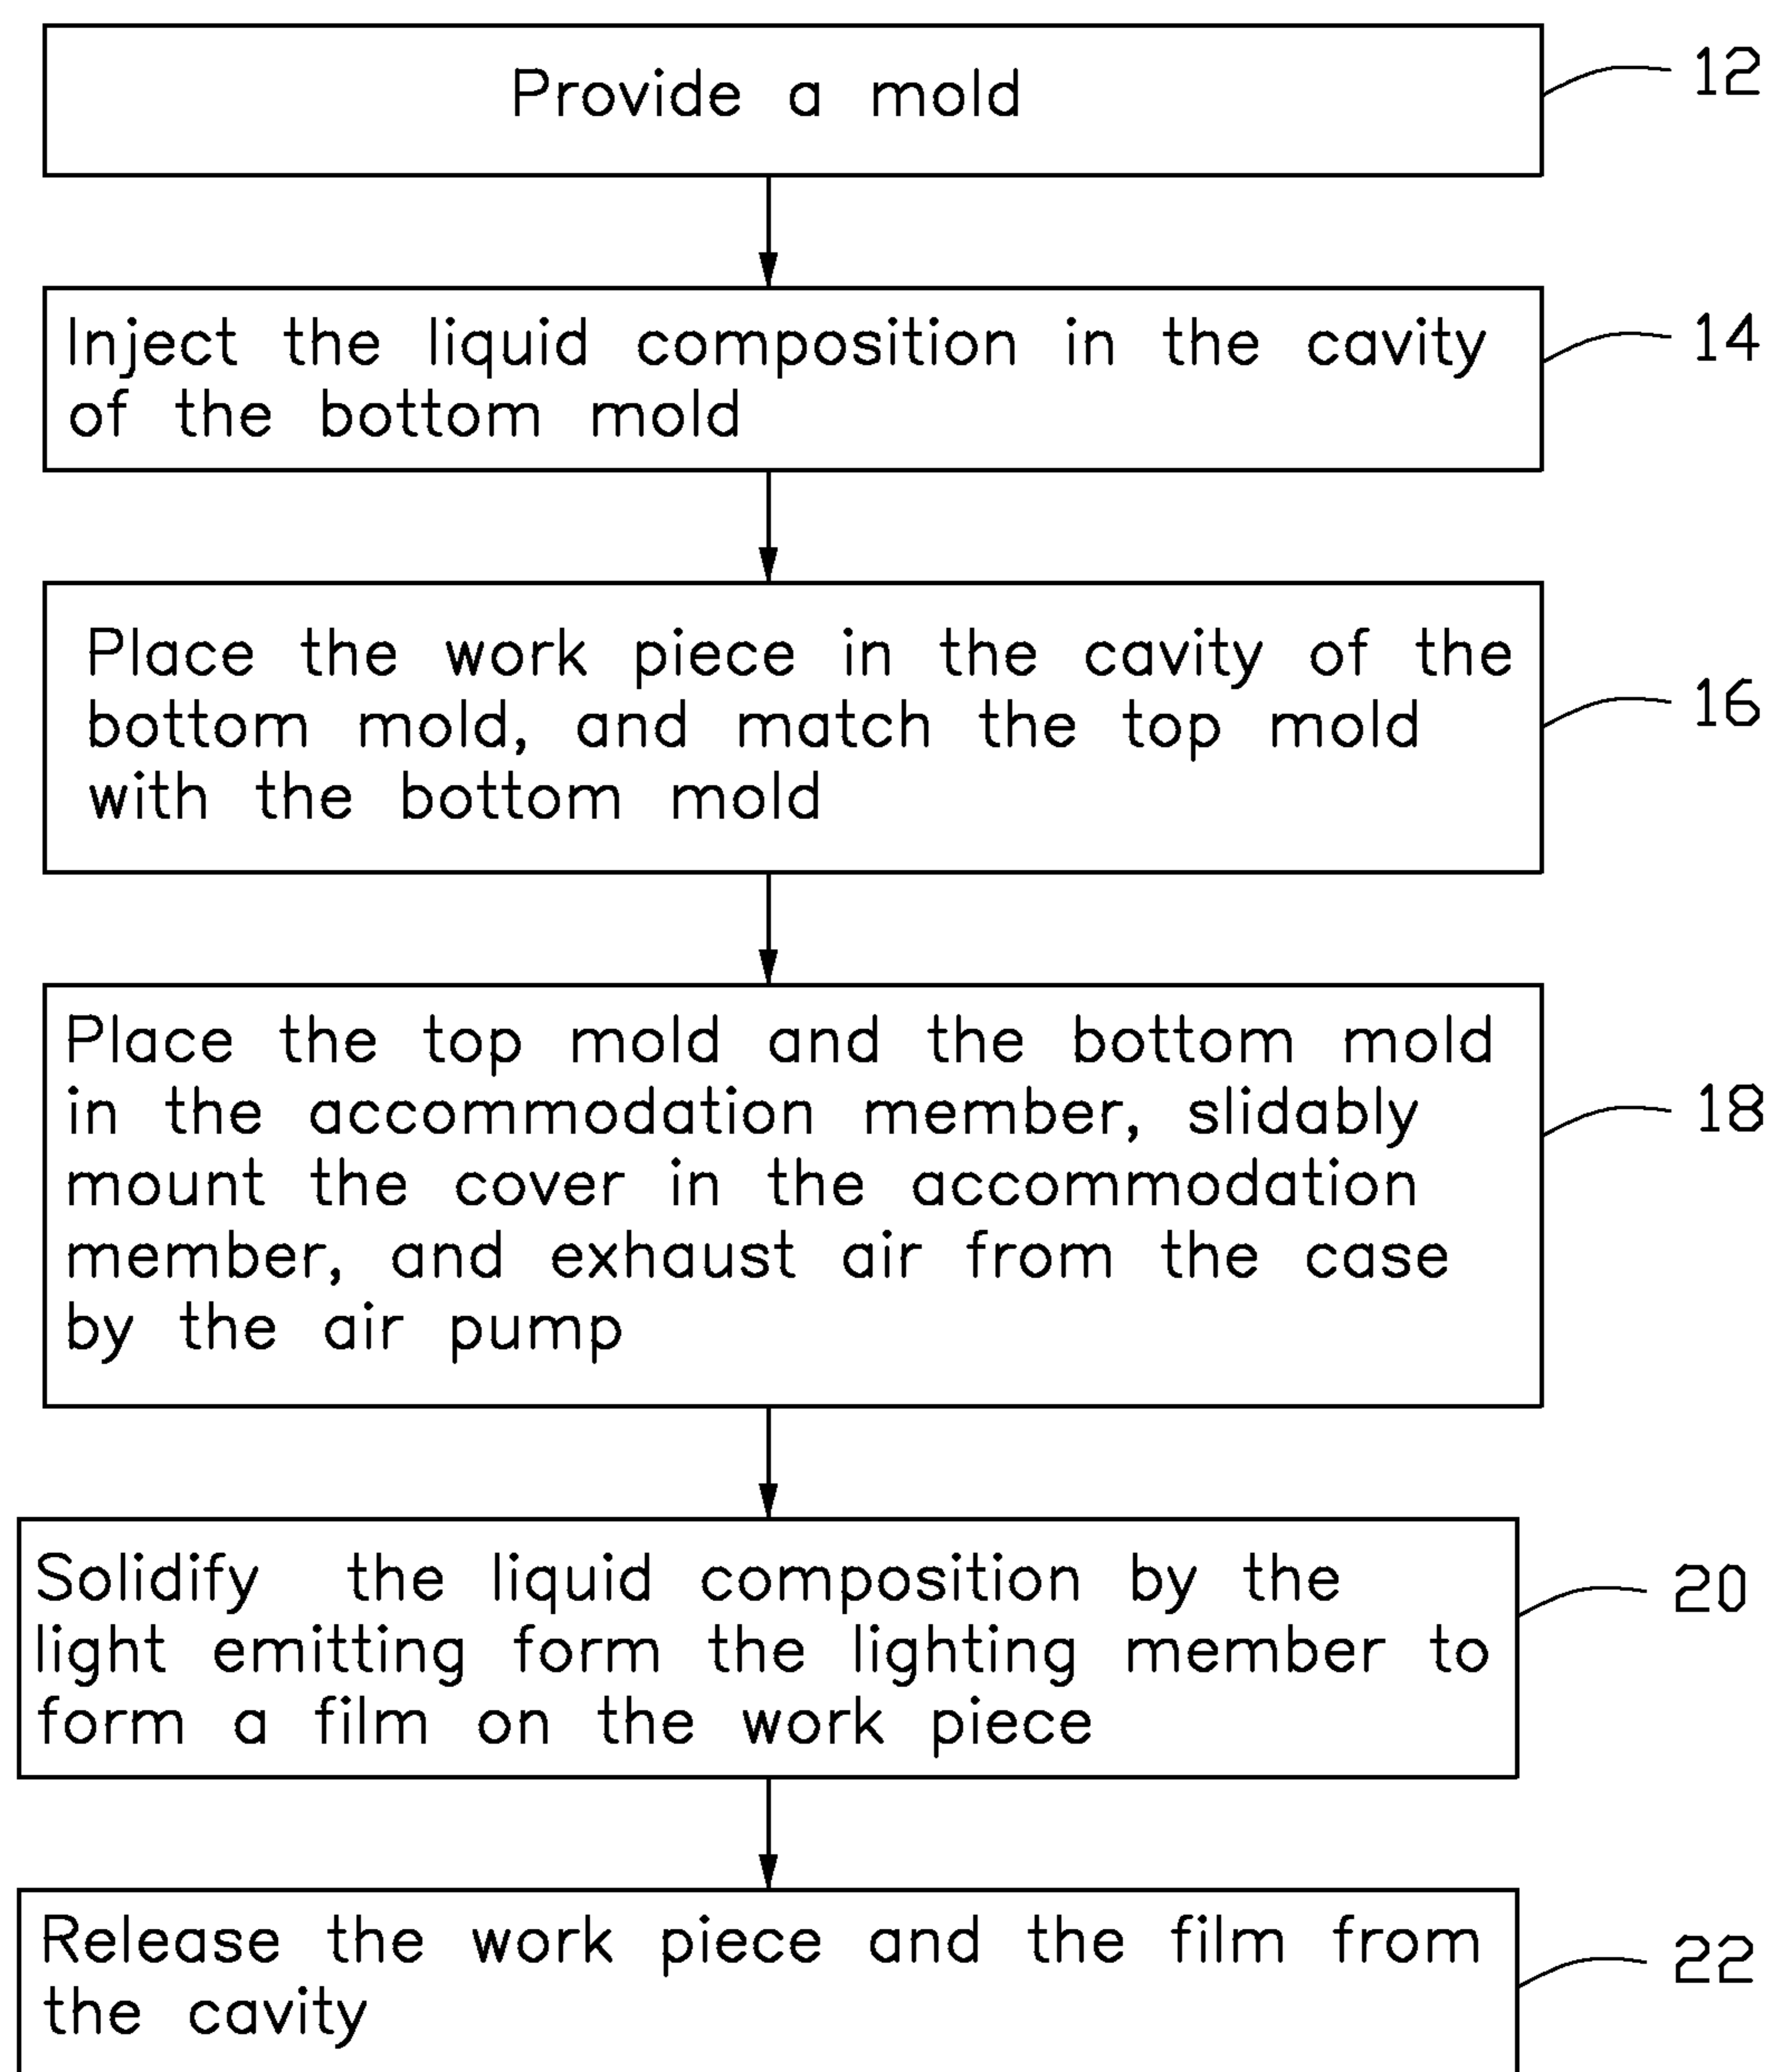 Provide a mold
12
Inject the liquid composition in the cavity
of the bottom mold
14
Place the work piece in the cavity of the
bottom mold, and match the top mold
with the bottom mold
16
Place the top mold and the bottom mold
in the accommodation member, slidably
mount the cover in the accommodation
member, and exhaust air from the case
by the air pump
18
Solidify the liquid composition by the
light emitting form the lighting member to
form a film on the work piece
20
Release the work piece and the film from
the cavity
22